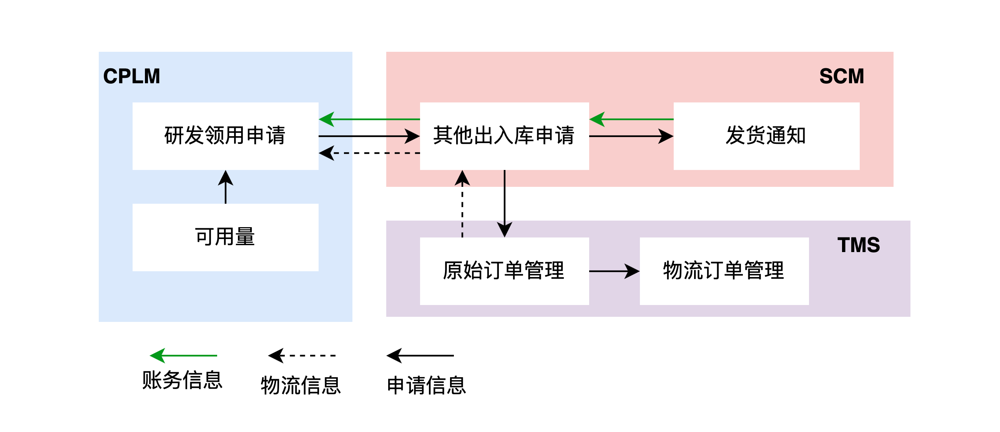 CPLM
SCM
研发领用申请
其他出入库申请
发货通知
可用量
TMS
原始订单管理
物流订单管理
账务信息
物流信息
申请信息